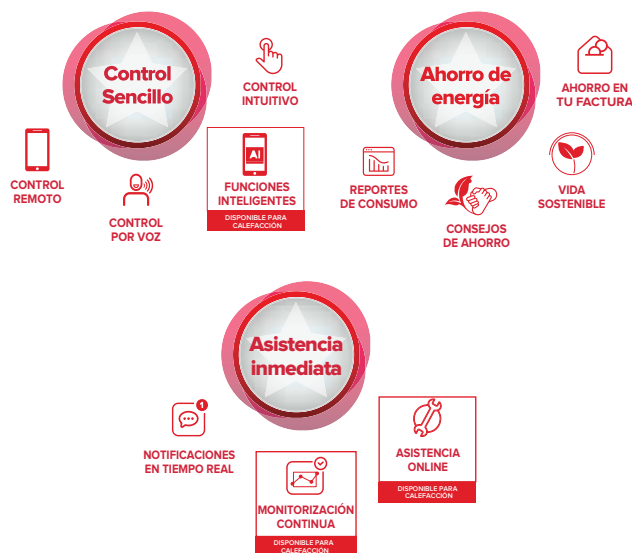 Control
Sencillo
CONTROL
INTUITIVO
CONTROL
REMOTO
CONTROL
POR VOZ
AI
FUNCIONES
INTELIGENTES
DISPONIBLE PARA
CALEFACCIÓN
Ahorro de
energía
AHORRO EN
TU FACTURA
REPORTES
DE CONSUMO
CONSEJOS
DE AHORRO
VIDA
SOSTENIBLE
Asistencia
inmediata
1
NOTIFICACIONES
EN TIEMPO REAL
MONITORIZACIÓN
CONTINUA
DISPONIBLE PARA
CALEFACCIÓN
ASISTENCIA
ONLINE
DISPONIBLE PARA
CALEFACCIÓN